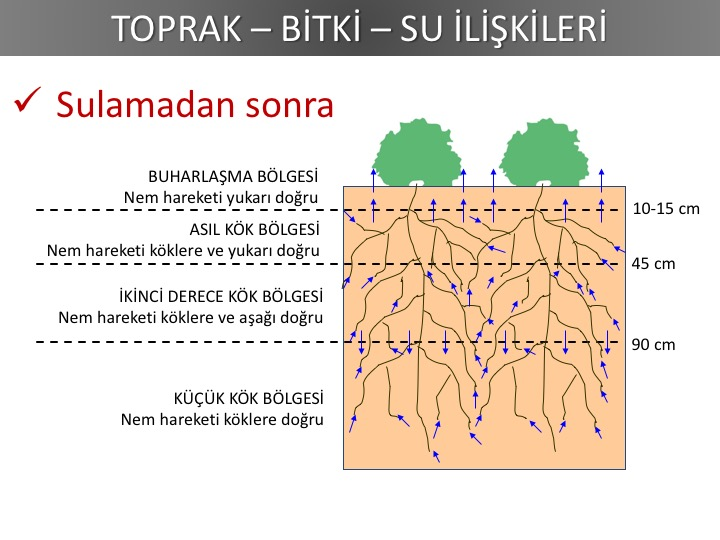 TOPRAK – BİTKİ – SU İLİŞKİLERİ
✓ Sulamadan sonra
BUHARLAŞMA BÖLGESİ
Nem hareketi yukarı doğru
10-15 cm
ASIL KÖK BÖLGESİ
Nem hareketi köklere ve yukarı doğru
45 cm
İKİNCİ DERECE KÖK BÖLGESİ
Nem hareketi köklere ve aşağı doğru
90 cm
KÜÇÜK KÖK BÖLGESİ
Nem hareketi köklere doğru